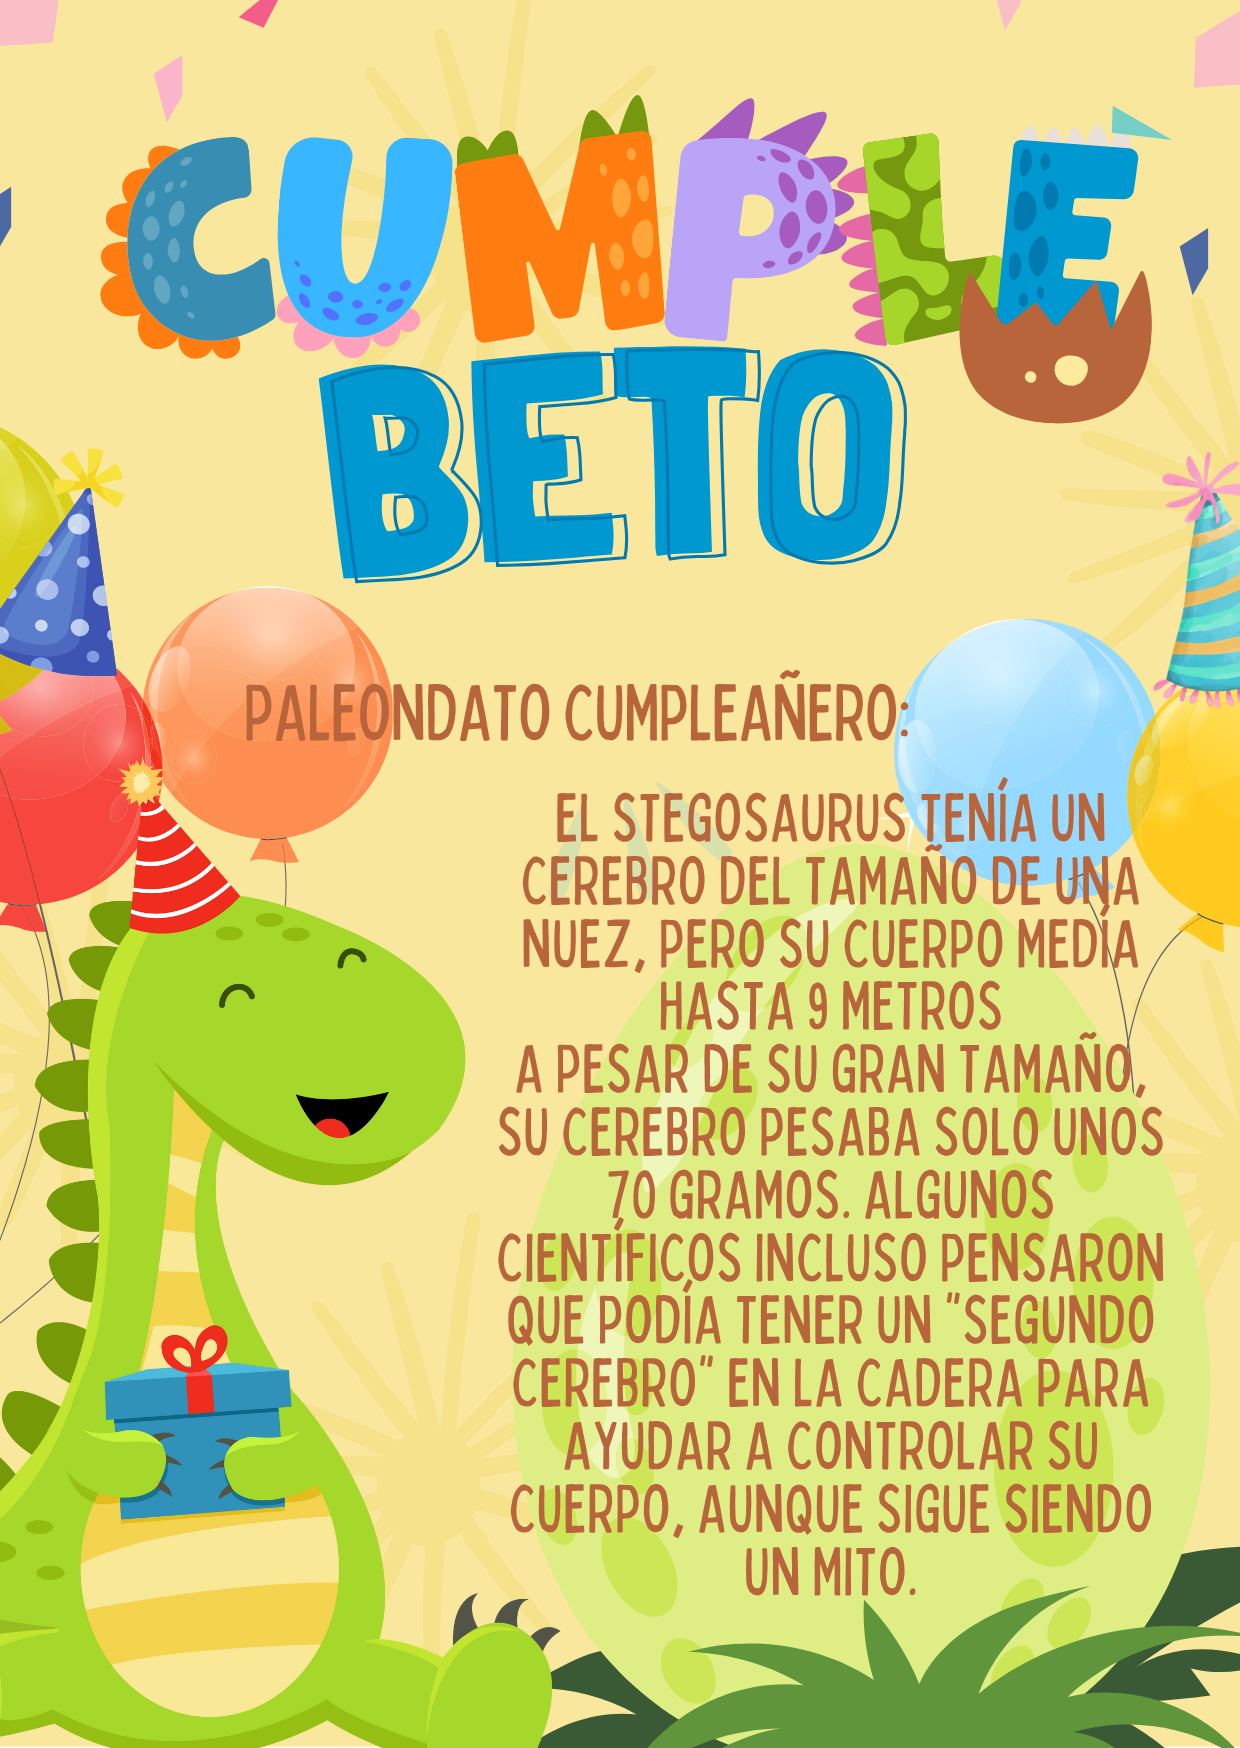 CUMPLE
BETO
PALEONDATO CUMPLEAÑERO:
EL STEGOSAURUS TENÍA UN
CEREBRO DEL TAMAÑO DE UNA
NUEZ, PERO SU CUERPO MEDÍA
HASTA 9 METROS
A PESAR DE SU GRAN TAMAÑO,
SU CEREBRO PESABA SOLO UNOS
70 GRAMOS. ALGUNOS
CIENTÍFICOS INCLUSO PENSARON
QUE PODÍA TENER UN "SEGUNDO
CEREBRO" EN LA CADERA PARA
AYUDAR A CONTROLAR SU
CUERPO, AUNQUE SIGUE SIENDO
UN MITO.